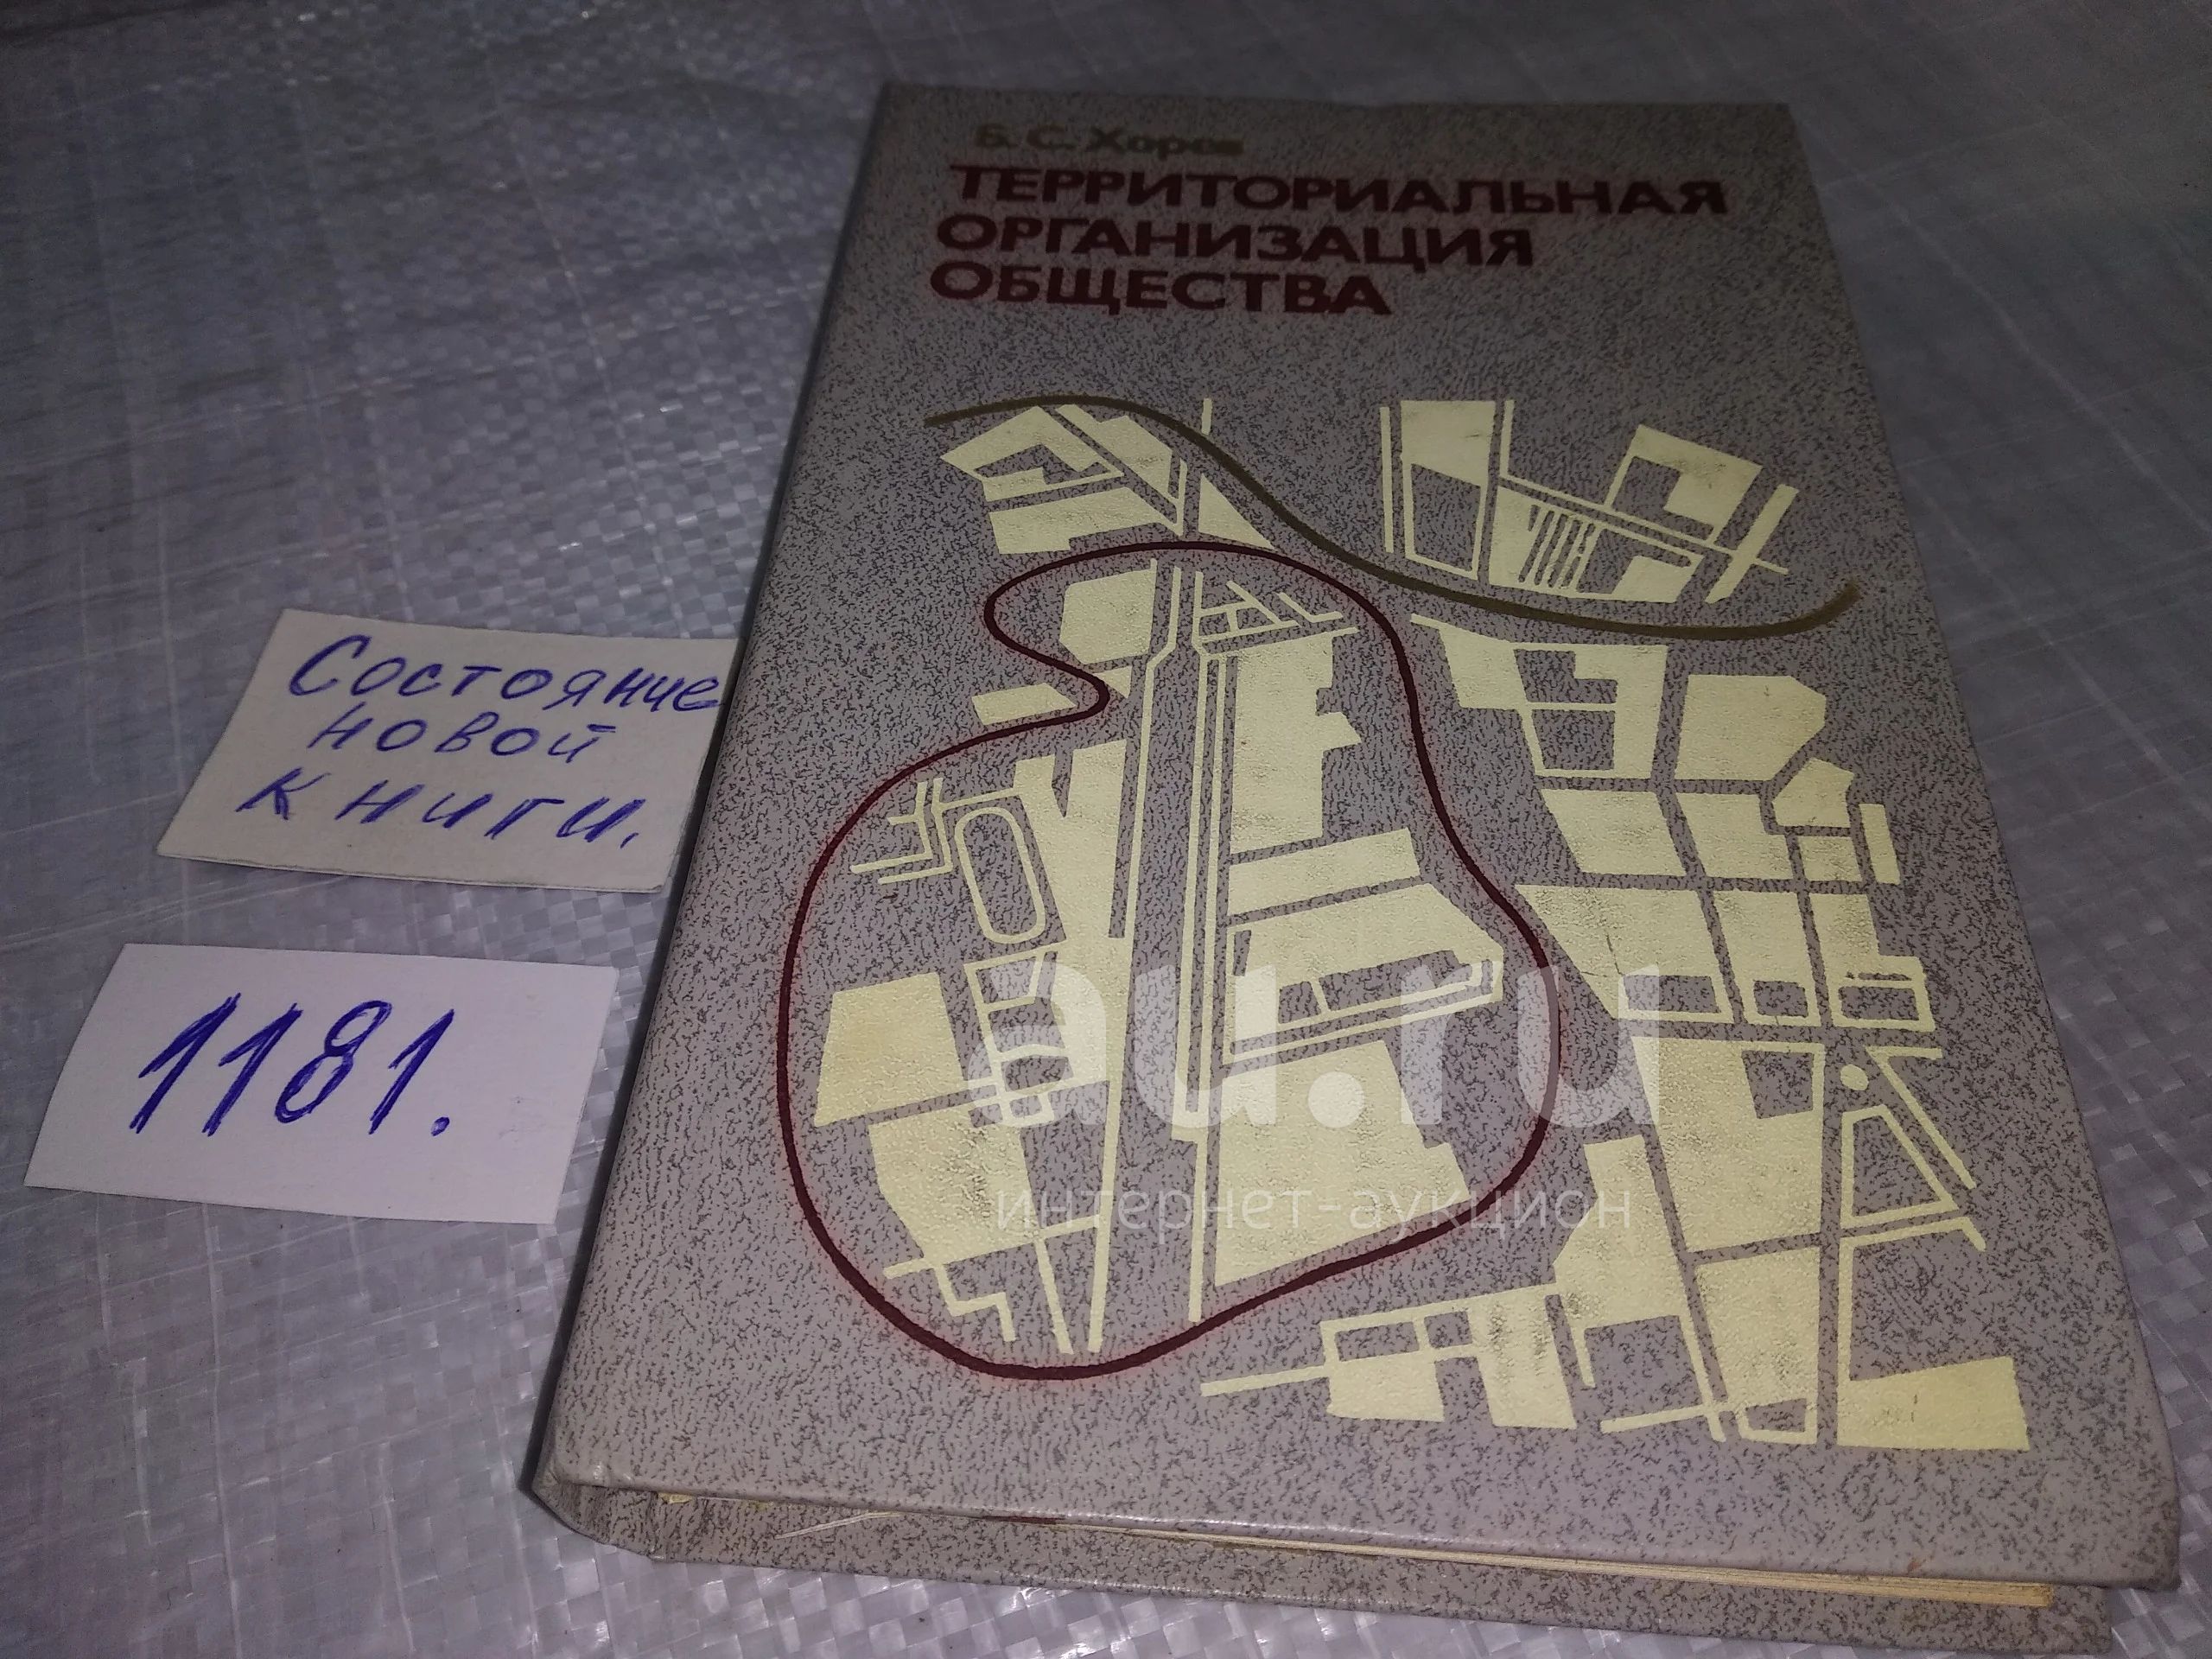 Б. С. Хорев
ТЕРРИТОРИАЛЬНАЯ
ОРГАНИЗАЦИЯ
ОБЩЕСТВА
Состояние
новой
книги.
1181.
au.ru
интернет-аукцион